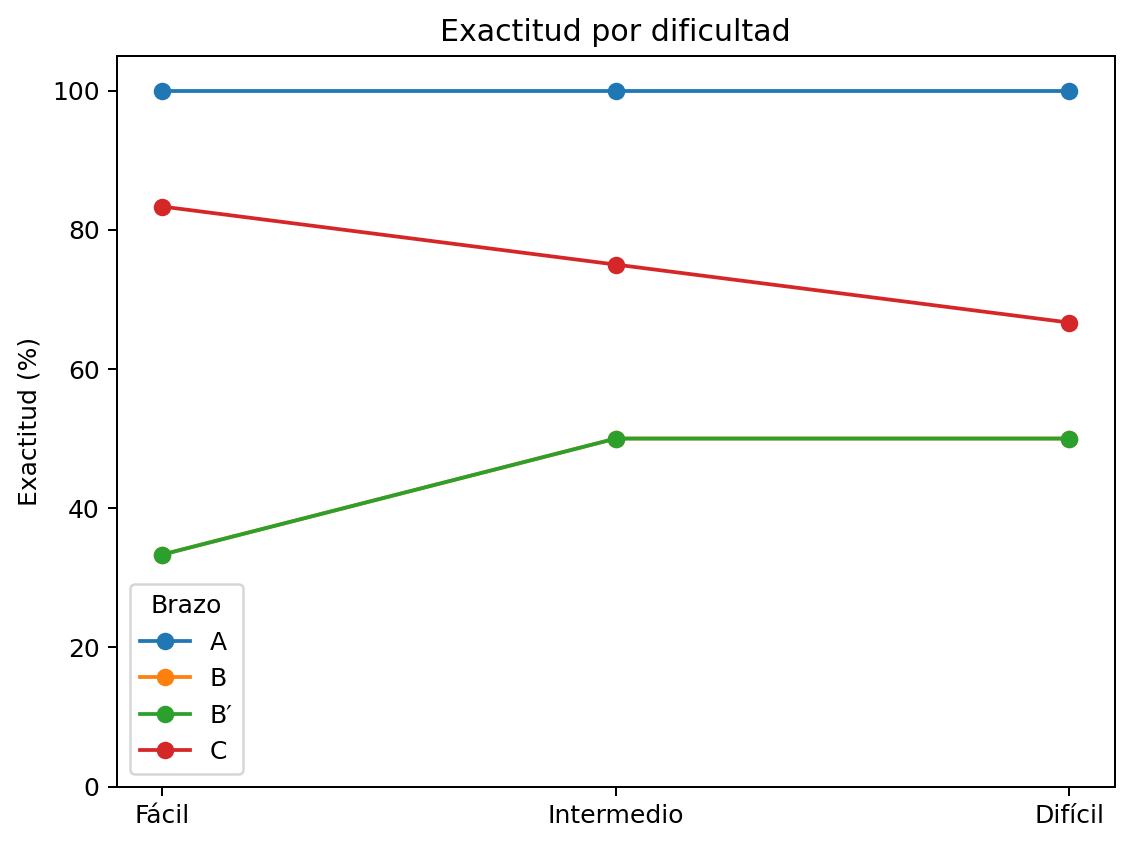 Exactitud por dificultad
Exactitud (%)
100
80
60
40
20
0
Brazo
A
B
B′
C
Fácil
Intermedio
Difícil